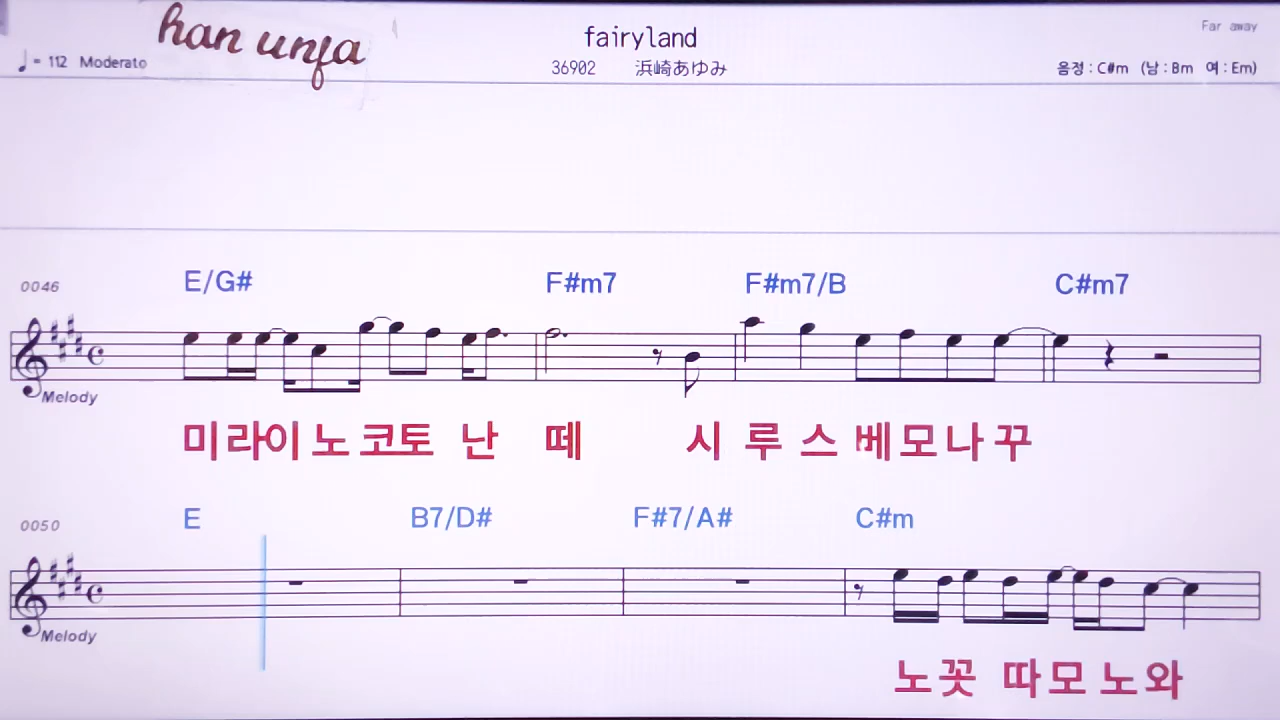 han unfa
fairyland
Far away
♩= 112 Moderato
36902 浜崎あゆみ
음정 : C#m (남 : Bm 여 : Em)
0046 E/G# F#m7 F#m7/B C#m7
Melody
미라이노코토난떼 시루스베모나꾸
0050 E B7/D# F#7/A# C#m
Melody
노꼿따모노와